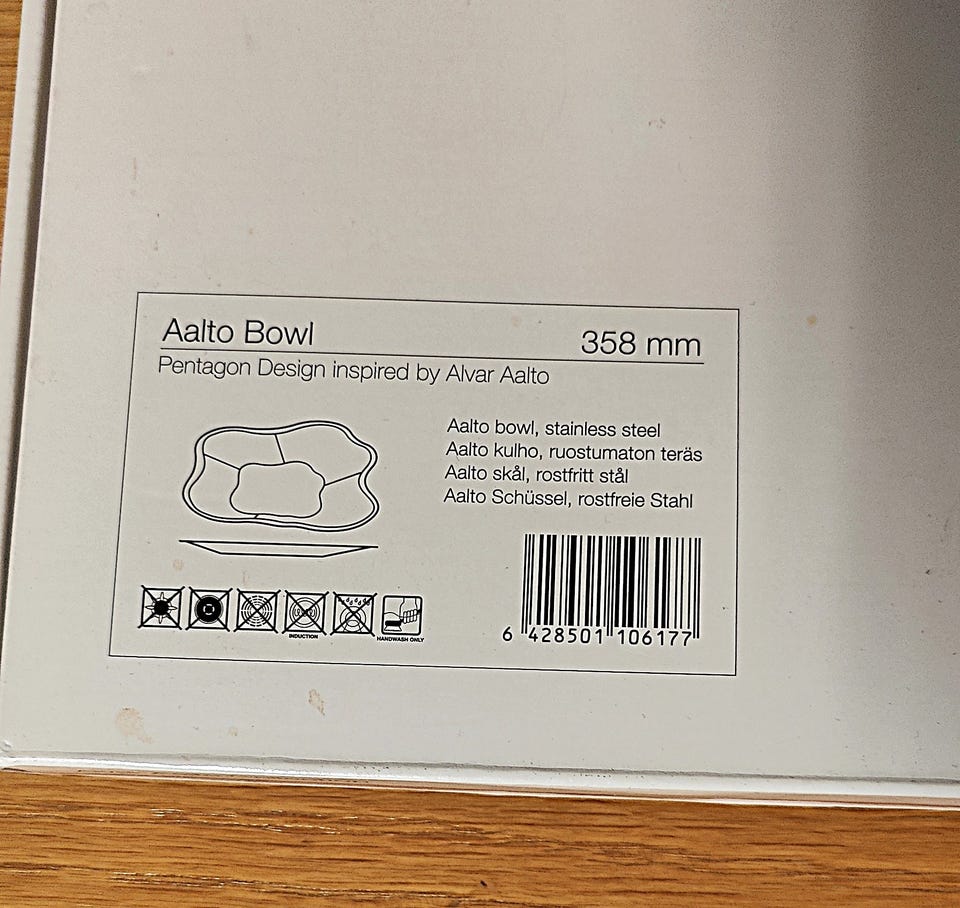 Aalto Bowl 358 mm
Pentagon Design inspired by Alvar Aalto
Aalto bowl, stainless steel
Aalto kulho, ruostumaton teräs
Aalto skål, rostfritt stål
Aalto Schüssel, rostfreie Stahl
INDUCTION
HANDWASH ONLY
6 428501 106177